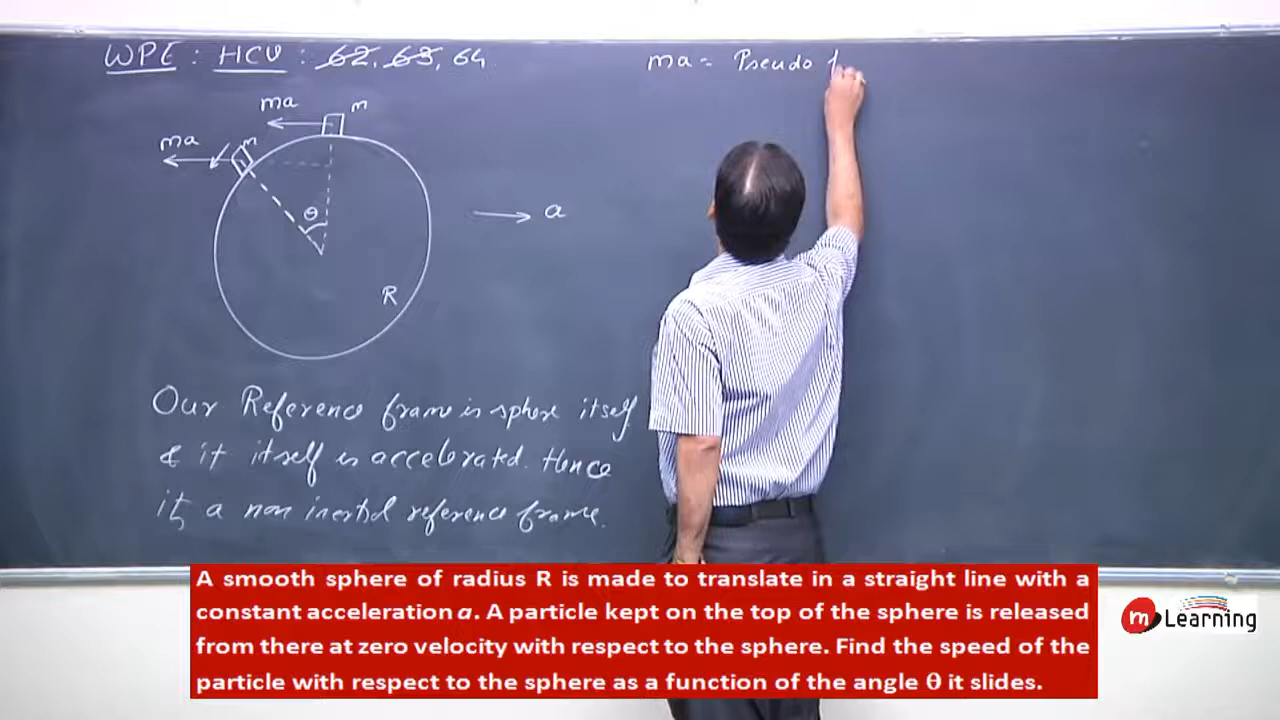 WPE : HCV : 62, 63, 64
ma = Pseudo f
ma
m
ma
m
θ
a
R
Our Reference frame is sphere itself
& it itself is accelerated. Hence
its a non inertial reference frame.
A smooth sphere of radius R is made to translate in a straight line with a
constant acceleration a. A particle kept on the top of the sphere is released
from there at zero velocity with respect to the sphere. Find the speed of the
particle with respect to the sphere as a function of the angle θ it slides.
m Learning